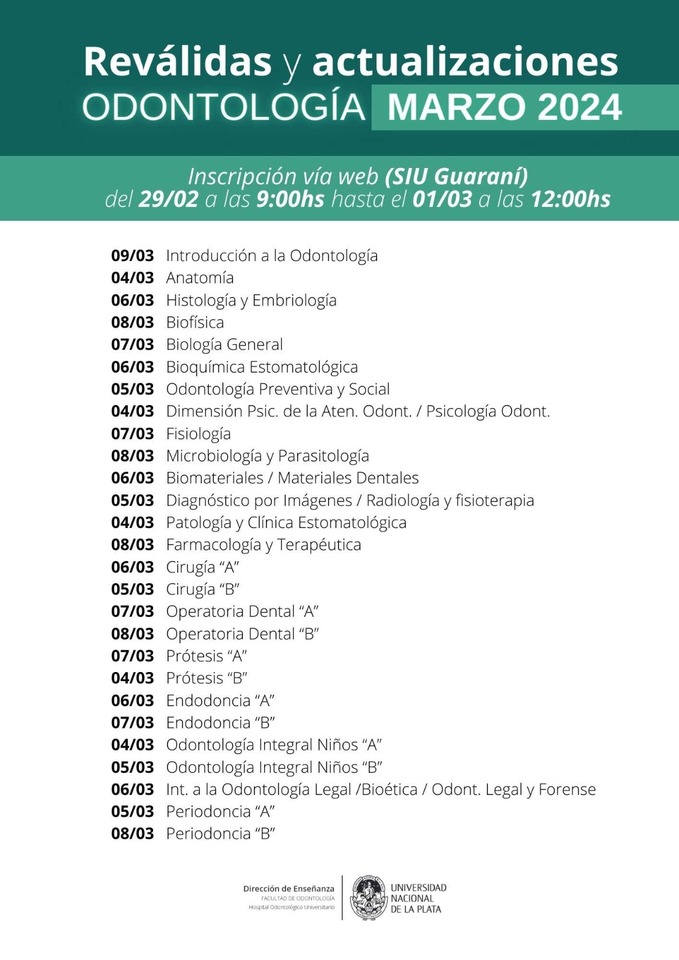 Reválidas y actualizaciones
ODONTOLOGÍA MARZO 2024
Inscripción vía web (SIU Guaraní)
del 29/02 a las 9:00hs hasta el 01/03 a las 12:00hs
09/03 Introducción a la Odontología
04/03 Anatomía
06/03 Histología y Embriología
08/03 Biofísica
07/03 Biología General
06/03 Bioquímica Estomatológica
05/03 Odontología Preventiva y Social
04/03 Dimensión Psic. de la Aten. Odont. / Psicología Odont.
07/03 Fisiología
08/03 Microbiología y Parasitología
06/03 Biomateriales / Materiales Dentales
05/03 Diagnóstico por Imágenes / Radiología y fisioterapia
04/03 Patología y Clínica Estomatológica
08/03 Farmacología y Terapéutica
06/03 Cirugía “A”
05/03 Cirugía “B”
07/03 Operatoria Dental “A”
08/03 Operatoria Dental “B”
07/03 Prótesis “A”
04/03 Prótesis “B”
06/03 Endodoncia “A”
07/03 Endodoncia “B”
04/03 Odontología Integral Niños “A”
05/03 Odontología Integral Niños “B”
06/03 Int. a la Odontología Legal /Bioética / Odont. Legal y Forense
05/03 Periodoncia “A”
08/03 Periodoncia “B”
Dirección de Enseñanza
FACULTAD DE ODONTOLOGÍA
Hospital Odontológico Universitario
UNIVERSIDAD
NACIONAL
DE LA PLATA